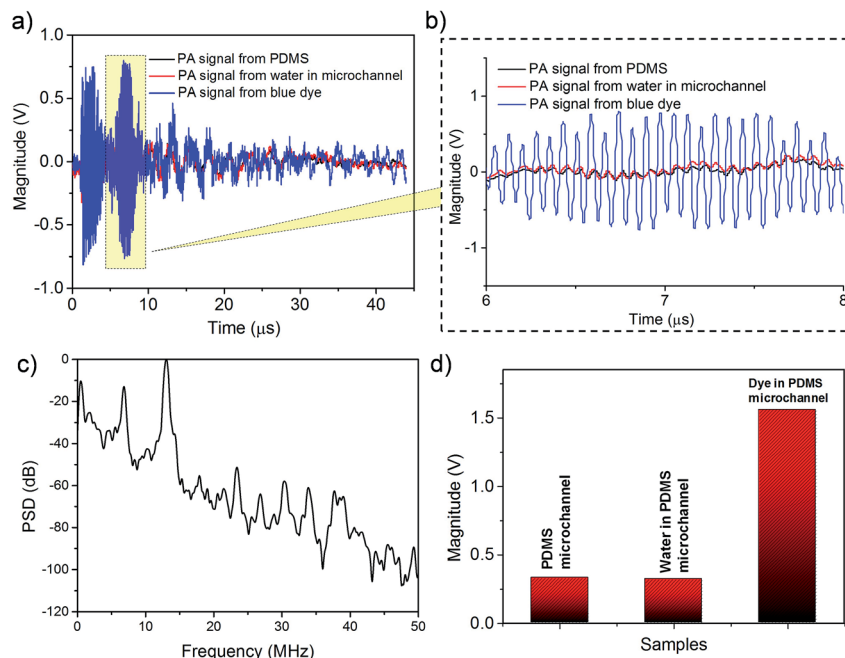 a)
1.0
0.5
0.0
-0.5
-1.0
Magnitude (V)
PA signal from PDMS
PA signal from water in microchannel
PA signal from blue dye
0 10 20 30 40
Time (μs)
b)
1
0
-1
Magnitude (V)
PA signal from PDMS
PA signal from water in microchannel
PA signal from blue dye
6 7 8
Time (μs)
c)
0
-20
-40
-60
-80
-100
-120
PSD (dB)
0 10 20 30 40 50
Frequency (MHz)
d)
1.5
1.0
0.5
0.0
Magnitude (V)
PDMS
microchannel
Water in PDMS
microchannel
Dye in PDMS
microchannel
Samples